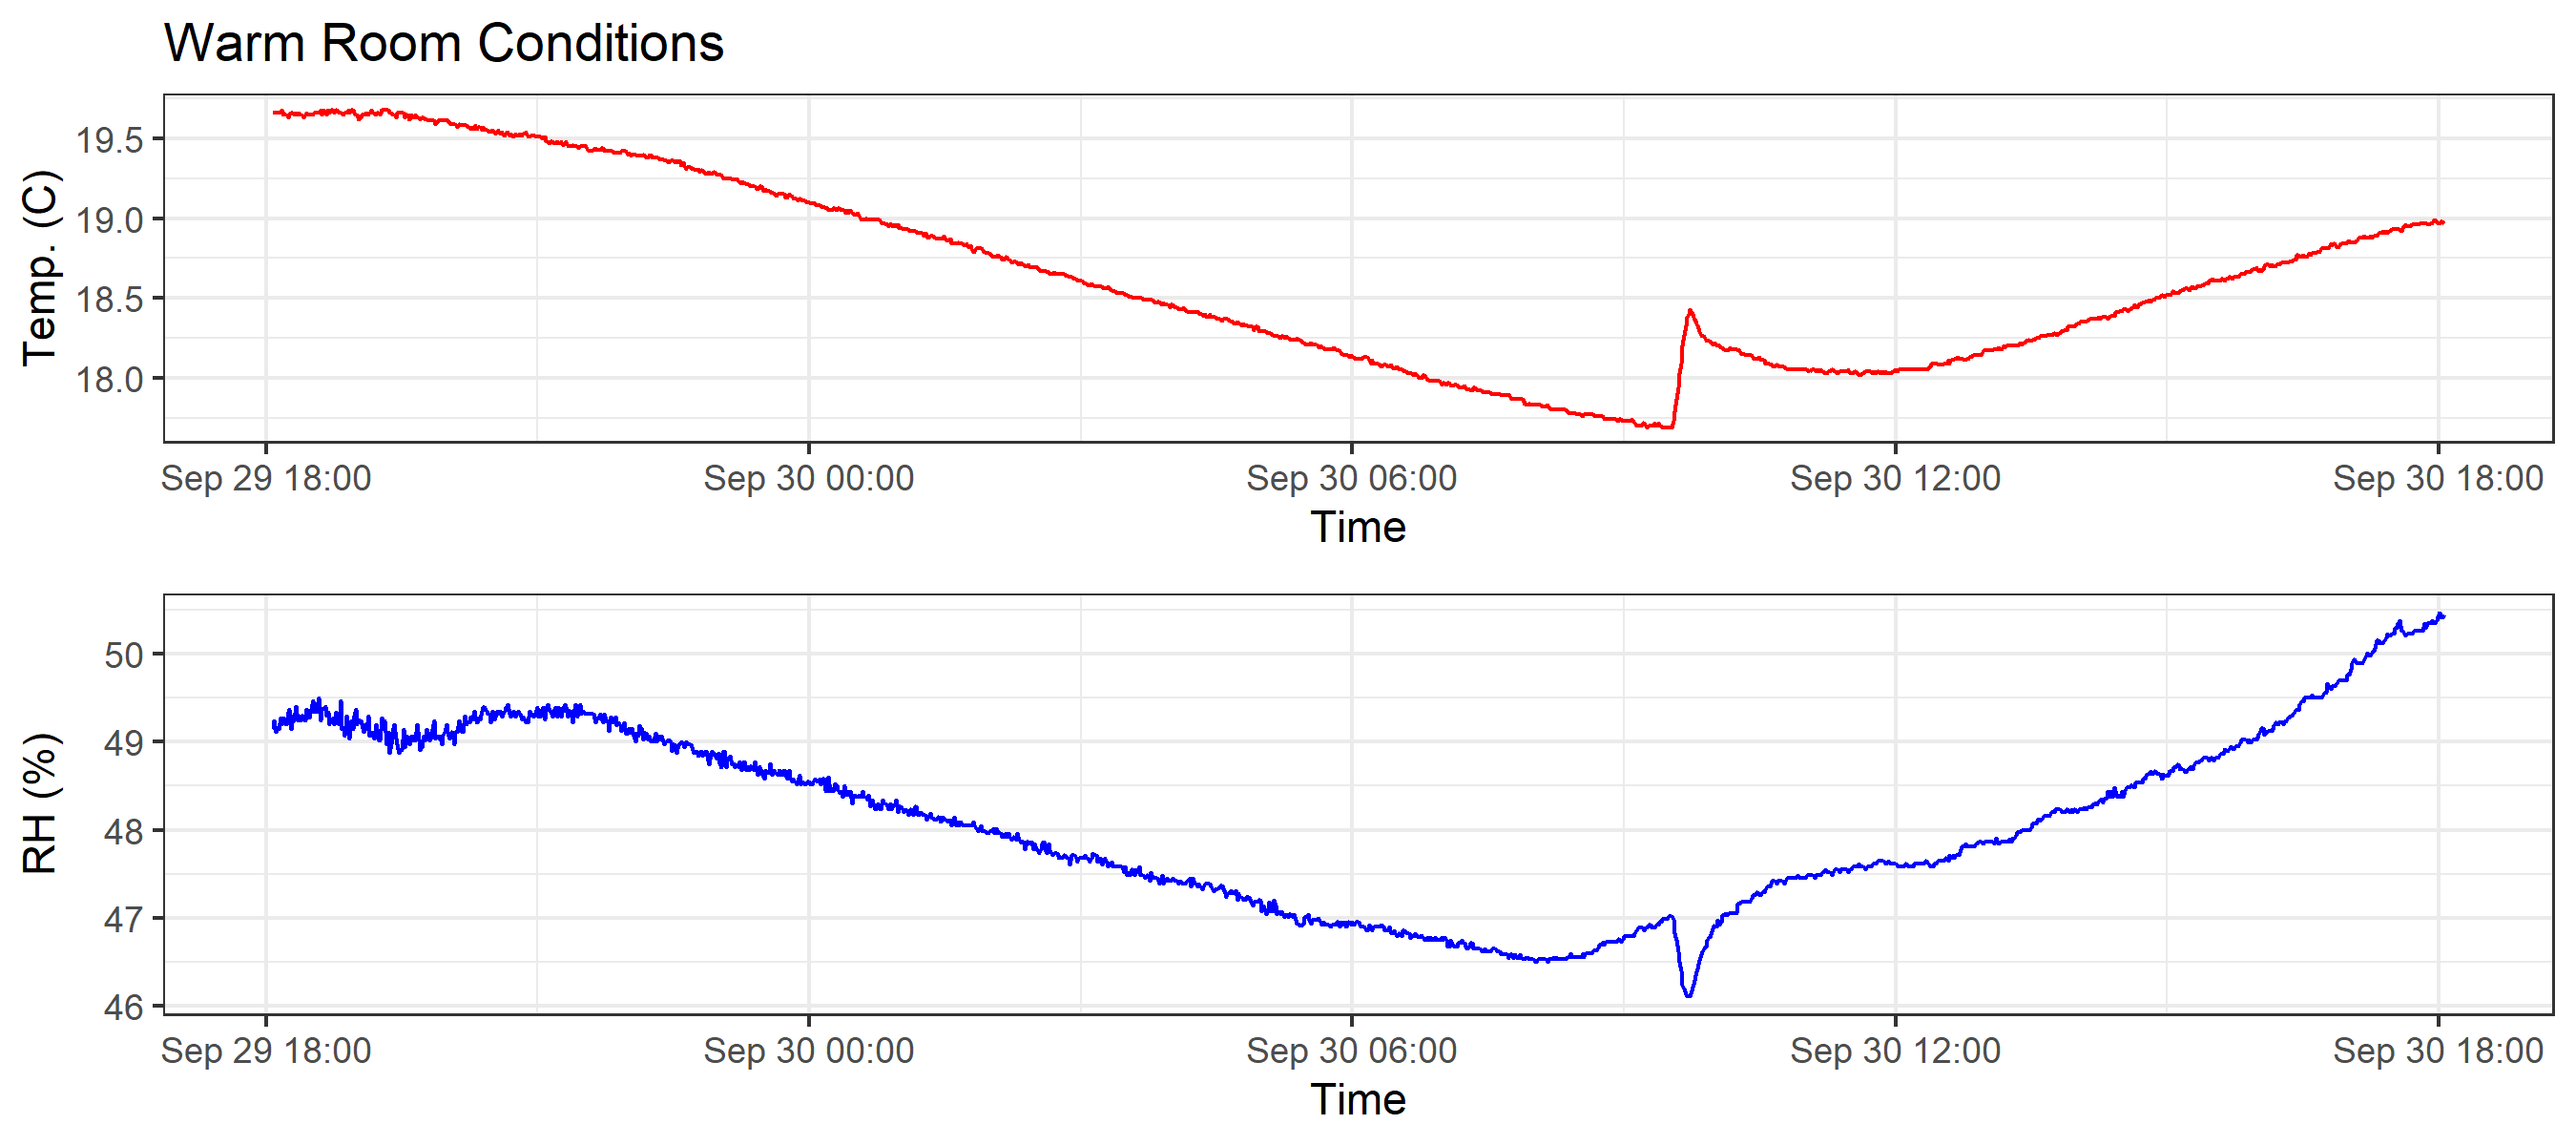 Warm Room Conditions
Temp. (C)
19.5
19.0
18.5
18.0
Sep 29 18:00 Sep 30 00:00 Sep 30 06:00 Sep 30 12:00 Sep 30 18:00
Time
RH (%)
50
49
48
47
46
Sep 29 18:00 Sep 30 00:00 Sep 30 06:00 Sep 30 12:00 Sep 30 18:00
Time